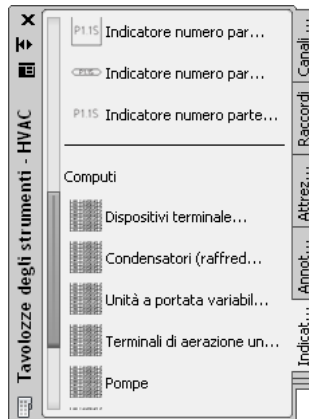 Tavolozze degli strumenti - HVAC
P1.1S Indicatore numero par...
Indicatore numero par...
P1.1S Indicatore numero parte...
Computi
Dispositivi terminale...
Condensatori (raffred...
Unità a portata variabil...
Terminali di aerazione un...
Pompe
Canali ...
Raccordi
Attrez...
Annot...
Indicat...